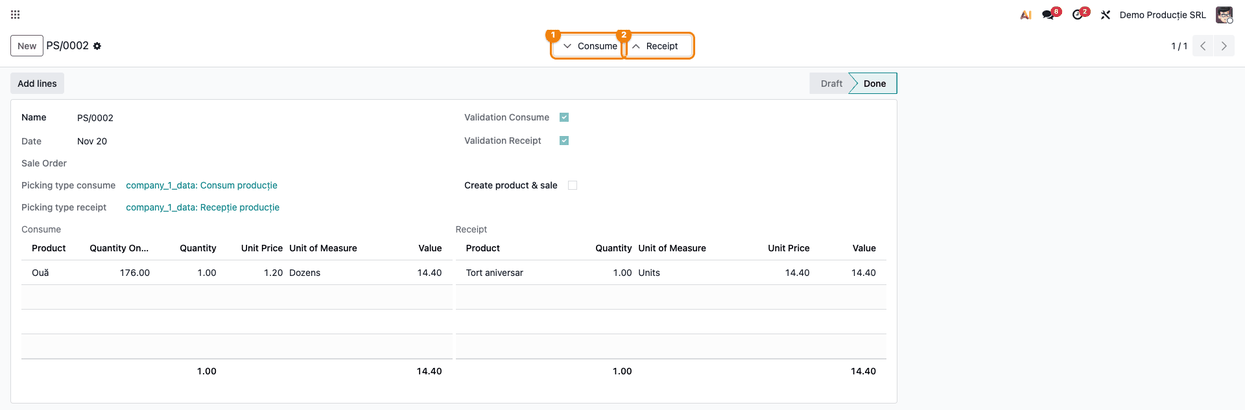 AI 6 2 Demo Producție SRL
New PS/0002 1 Consume 2 Receipt 1 / 1
Add lines Draft Done
Name PS/0002 Validation Consume
Date Nov 20 Validation Receipt
Sale Order
Picking type consume company_1_data: Consum producție Create product & sale
Picking type receipt company_1_data: Recepție producție
Consume Receipt
Product Quantity On... Quantity Unit Price Unit of Measure Value Product Quantity Unit of Measure Unit Price Value
Ouă 176.00 1.00 1.20 Dozens 14.40 Tort aniversar 1.00 Units 14.40 14.40
1.00 14.40 1.00 14.40